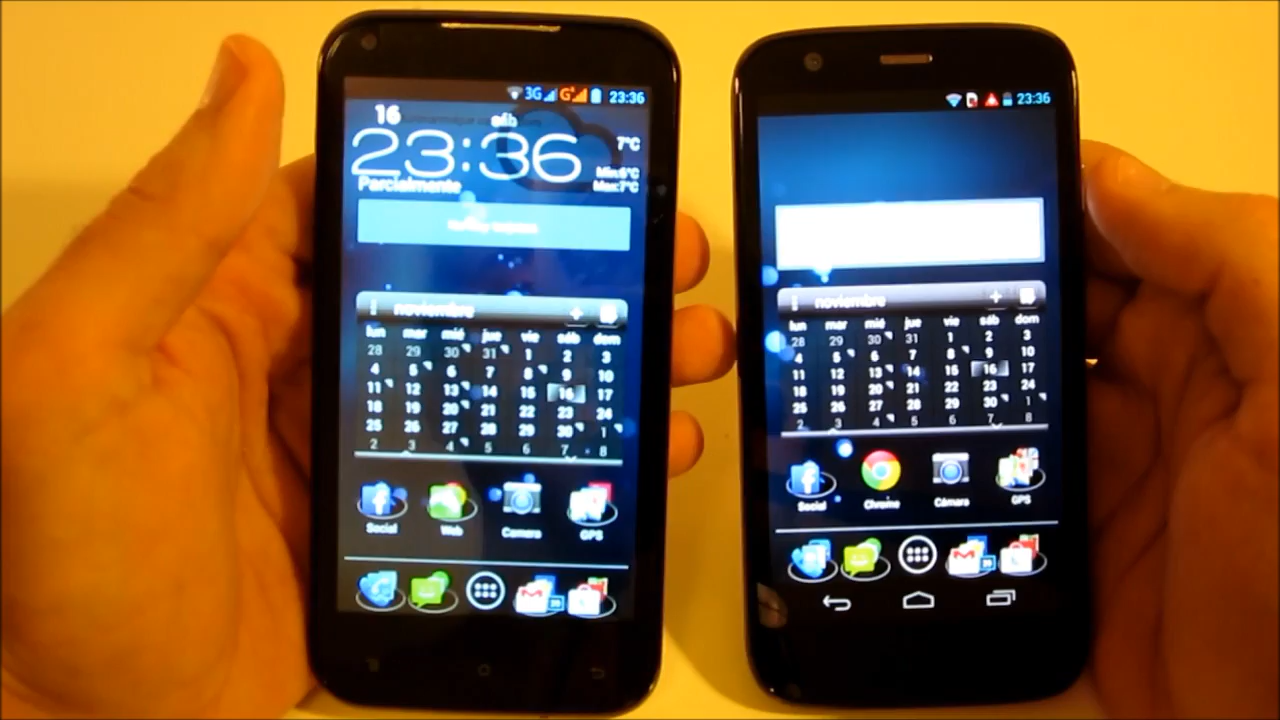 3G G 23:36
16 sáb
23:36
7°C
Min:6°C
Max:7°C
Parcialmente
noviembre
lun mar mié jue vie sáb dom
28 29 30 31 1 2 3
4 5 6 7 8 9 10
11 12 13 14 15 16 17
18 19 20 21 22 23 24
25 26 27 28 29 30 1
2 3 4 5 6 7 8
Social Web Camera GPS
23:36
noviembre
lun mar mié jue vie sáb dom
28 29 30 31 1 2 3
4 5 6 7 8 9 10
11 12 13 14 15 16 17
18 19 20 21 22 23 24
25 26 27 28 29 30 1
2 3 4 5 6 7 8
Social Chrome Cámara GPS